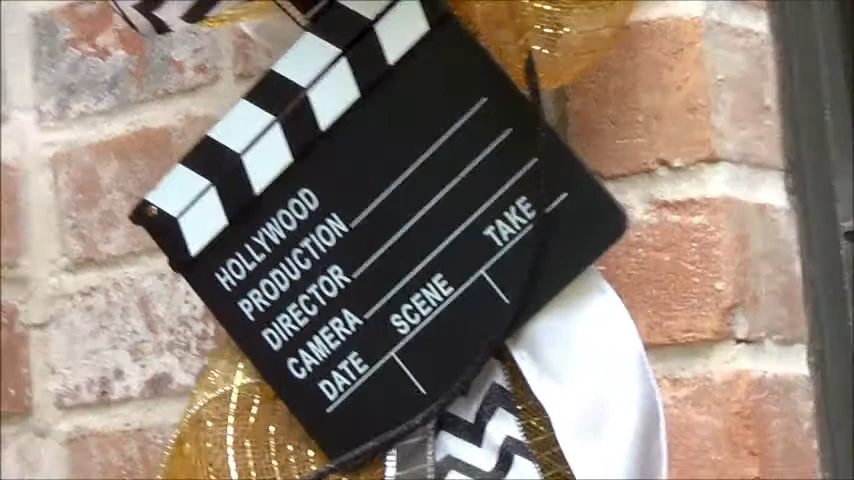 HOLLYWOOD
PRODUCTION
DIRECTOR
CAMERA
DATE SCENE TAKE